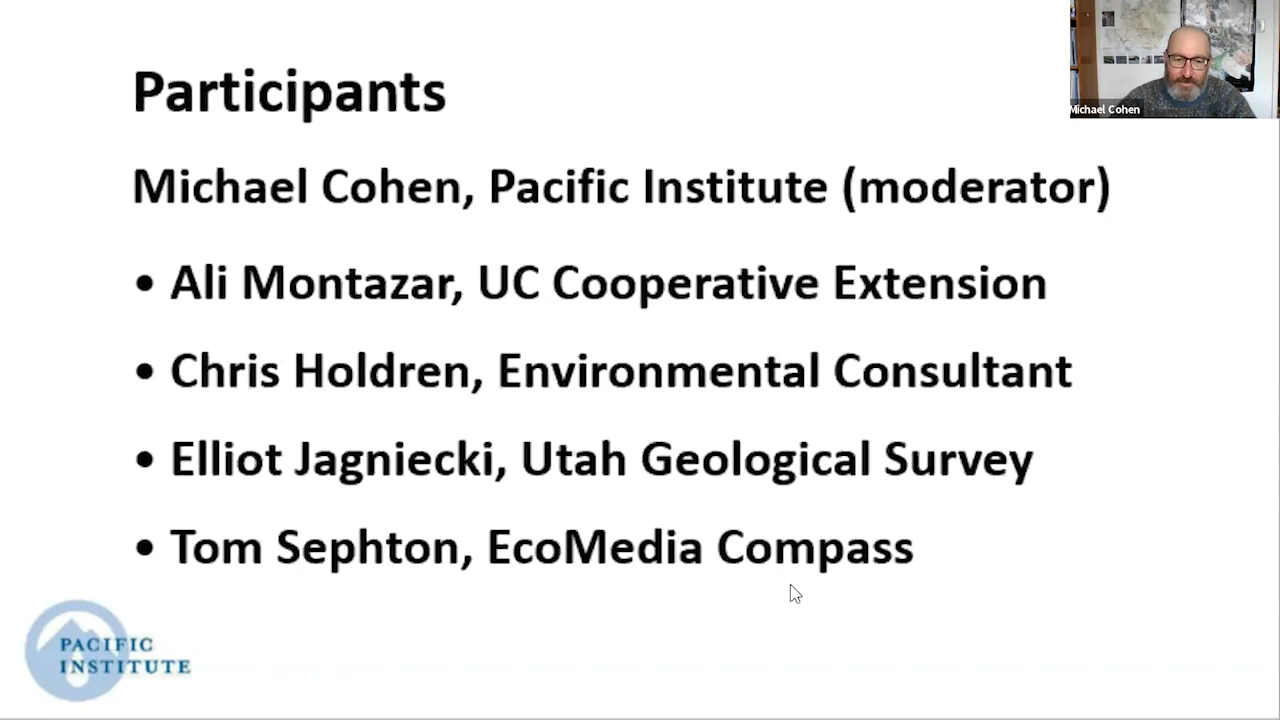 Participants
Michael Cohen, Pacific Institute (moderator)
• Ali Montazar, UC Cooperative Extension
• Chris Holdren, Environmental Consultant
• Elliot Jagniecki, Utah Geological Survey
• Tom Sephton, EcoMedia Compass
PACIFIC
INSTITUTE
Michael Cohen